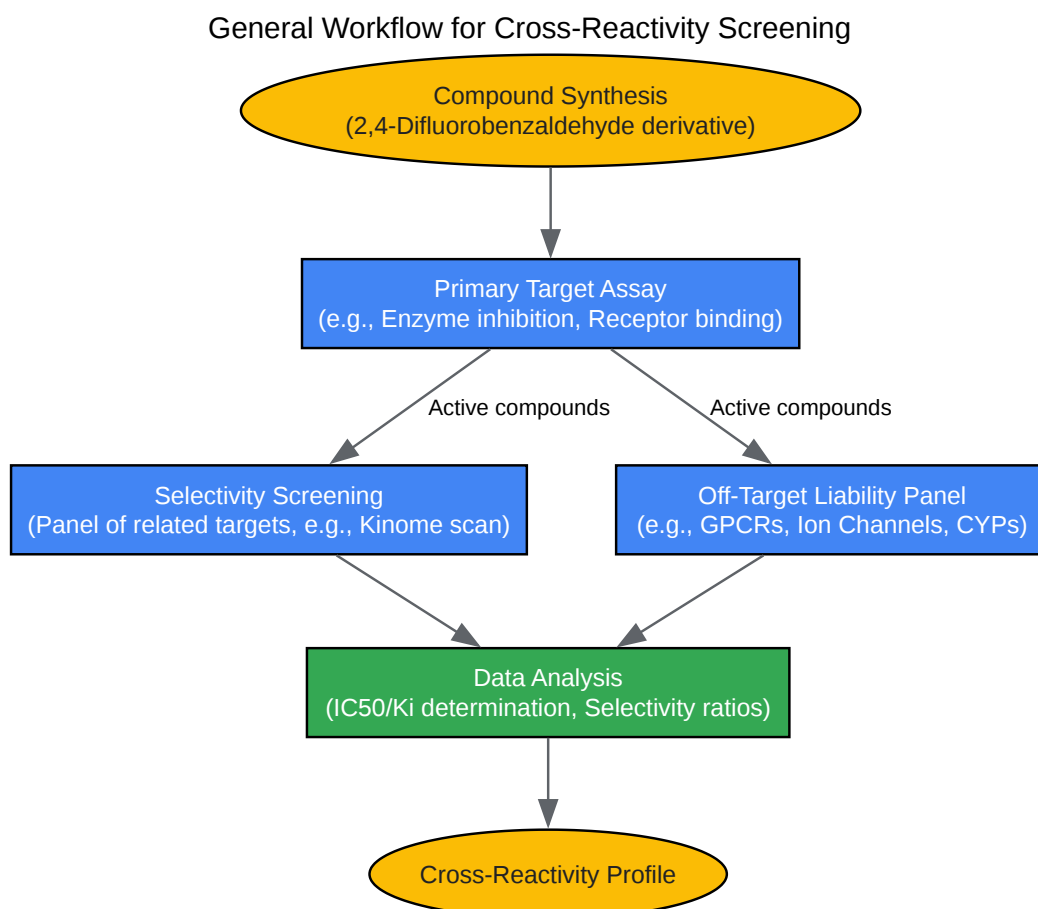 General Workflow for Cross-Reactivity Screening
Compound Synthesis
(2,4-Difluorobenzaldehyde derivative)
Primary Target Assay
(e.g., Enzyme inhibition, Receptor binding)
Active compounds
Active compounds
Selectivity Screening
(Panel of related targets, e.g., Kinome scan)
Off-Target Liability Panel
(e.g., GPCRs, Ion Channels, CYPs)
Data Analysis
(IC50/Ki determination, Selectivity ratios)
Cross-Reactivity Profile